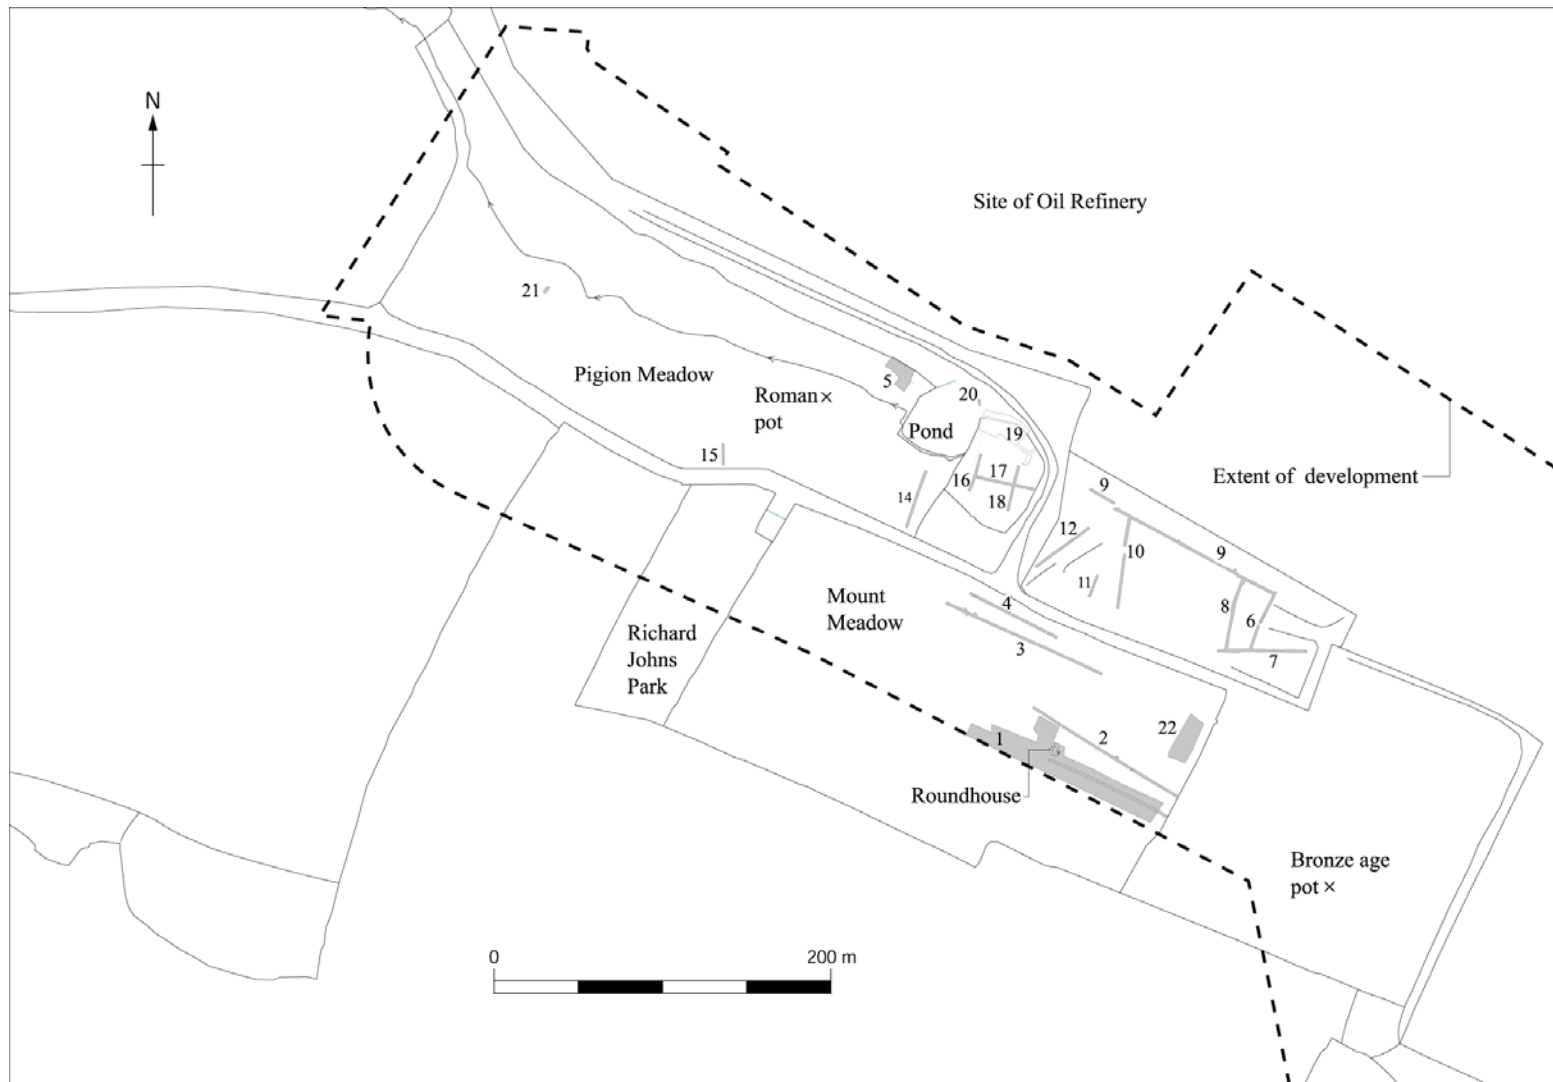 N
Site of Oil Refinery
21
Pigion Meadow
5
Roman ×
pot
20
Pond
19
15
14
16
17
18
Extent of development
9
12
10
9
11
8
6
7
Mount
Meadow
4
3
Richard
Johns
Park
1
2
22
Roundhouse
Bronze age
pot ×
0
200 m